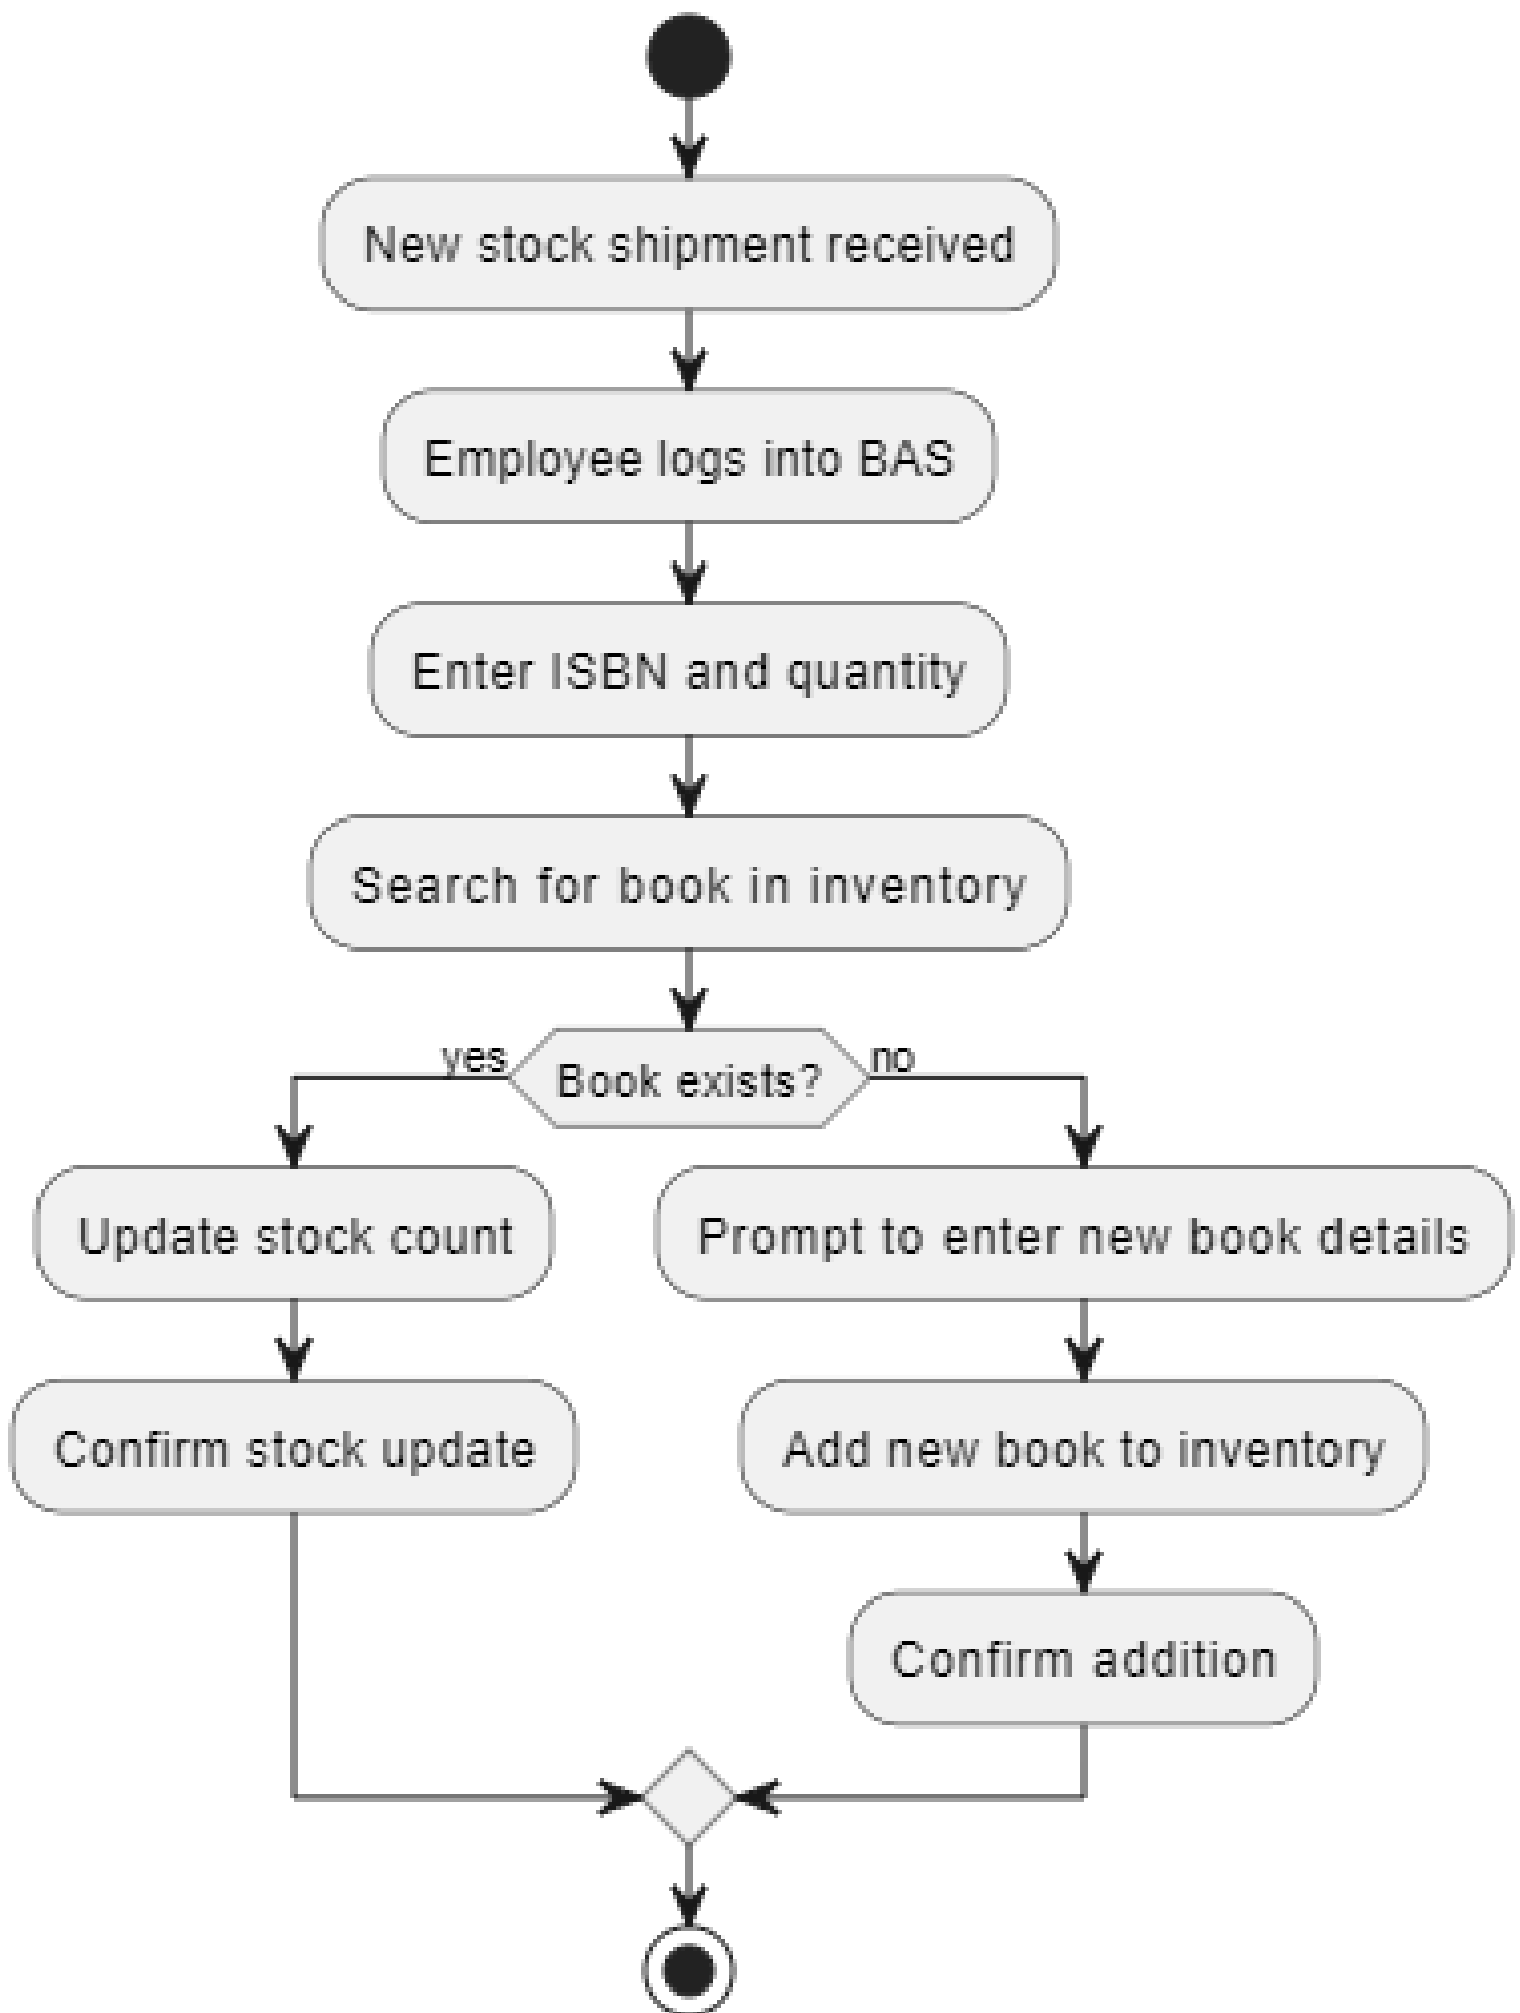 New stock shipment received
Employee logs into BAS
Enter ISBN and quantity
Search for book in inventory
yes
Book exists?
no
Update stock count
Prompt to enter new book details
Confirm stock update
Add new book to inventory
Confirm addition